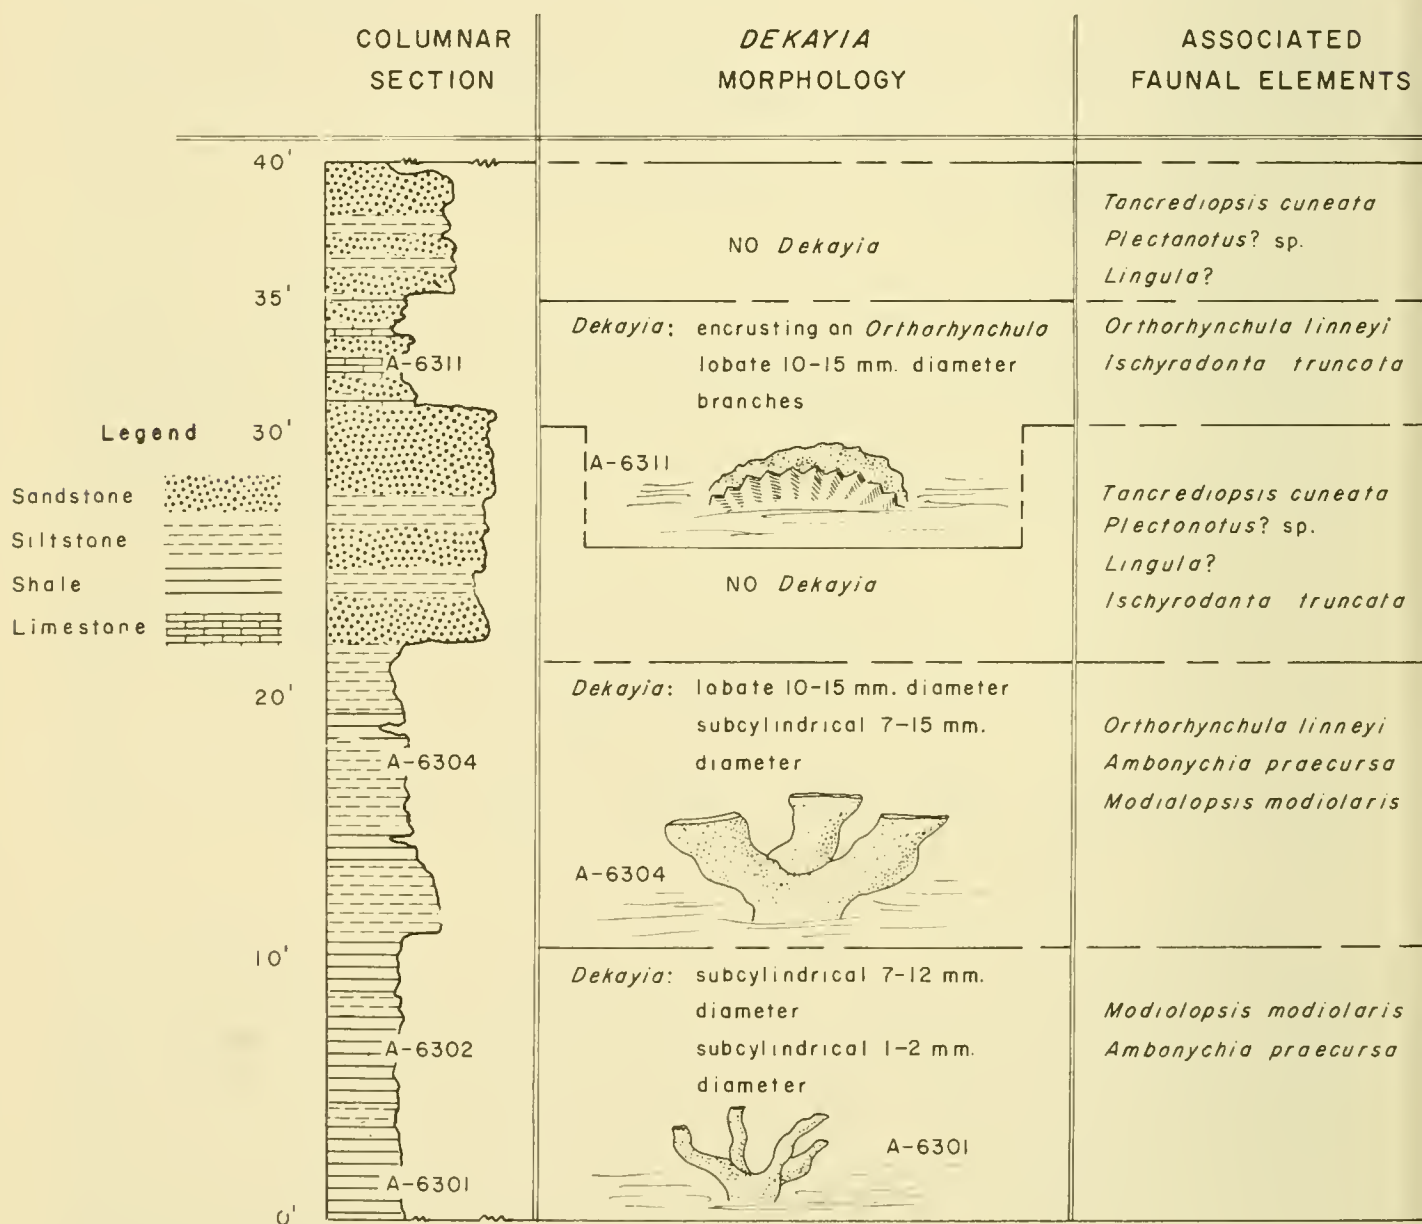 COLUMNAR
SECTION
DEKAYIA
MORPHOLOGY
ASSOCIATED
FAUNAL ELEMENTS
40'
35'
30'
20'
10'
0'
A-6311
A-6304
A-6302
A-6301
Legend
Sandstone
Siltstone
Shale
Limestone
NO Dekayia
Dekayia: encrusting on Orthorhynchula
lobate 10-15 mm. diameter
branches
A-6311
NO Dekayia
Dekayia: lobate 10-15 mm. diameter
subcylindrical 7-15 mm.
diameter
A-6304
Dekayia: subcylindrical 7-12 mm.
diameter
subcylindrical 1-2 mm.
diameter
A-6301
Tancrediopsis cuneata
Plectanotus? sp.
Lingula?
Orthorhynchula linneyi
Ischyradonta truncata
Tancrediopsis cuneata
Plectonotus? sp.
Lingula?
Ischyrodanta truncata
Orthorhynchula linneyi
Ambonychia praecursa
Modialopsis modiolaris
Modiolopsis modiolaris
Ambonychia praecursa